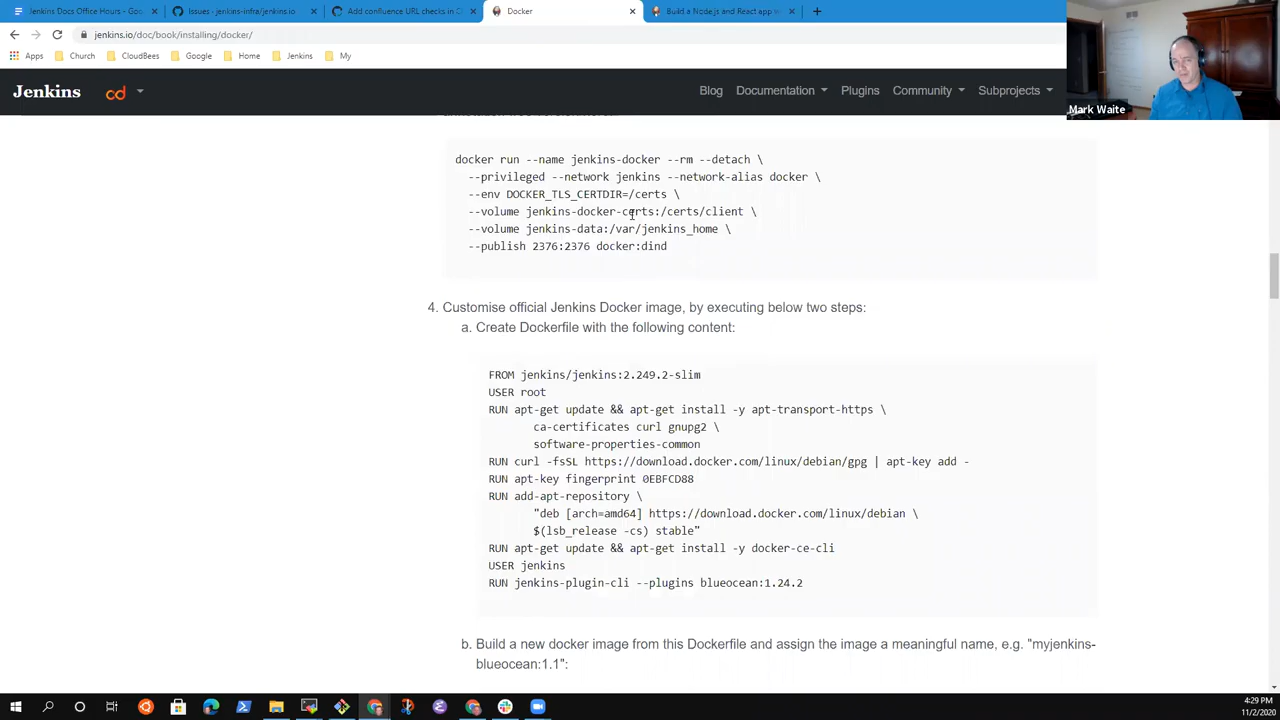 Jenkins Docs Office Hours - Goo
Issues · jenkins-infra/jenkins.io
Add confluence URL checks in C
Docker
Build a Node.js and React app w
jenkins.io/doc/book/installing/docker/
Apps
Church
CloudBees
Google
Home
Jenkins
My
Jenkins
cd
Blog
Documentation
Plugins
Community
Subprojects
Mark Waite
docker run --name jenkins-docker --rm --detach \
--privileged --network jenkins --network-alias docker \
--env DOCKER_TLS_CERTDIR=/certs \
--volume jenkins-docker-certs:/certs/client \
--volume jenkins-data:/var/jenkins_home \
--publish 2376:2376 docker:dind
4. Customise official Jenkins Docker image, by executing below two steps:
a. Create Dockerfile with the following content:
FROM jenkins/jenkins:2.249.2-slim
USER root
RUN apt-get update && apt-get install -y apt-transport-https \
ca-certificates curl gnupg2 \
software-properties-common
RUN curl -fsSL https://download.docker.com/linux/debian/gpg | apt-key add -
RUN apt-key fingerprint 0EBFCD88
RUN add-apt-repository \
"deb [arch=amd64] https://download.docker.com/linux/debian \
$(lsb_release -cs) stable"
RUN apt-get update && apt-get install -y docker-ce-cli
USER jenkins
RUN jenkins-plugin-cli --plugins blueocean:1.24.2
b. Build a new docker image from this Dockerfile and assign the image a meaningful name, e.g. "myjenkins-
blueocean:1.1":
4:29 PM
11/2/2020